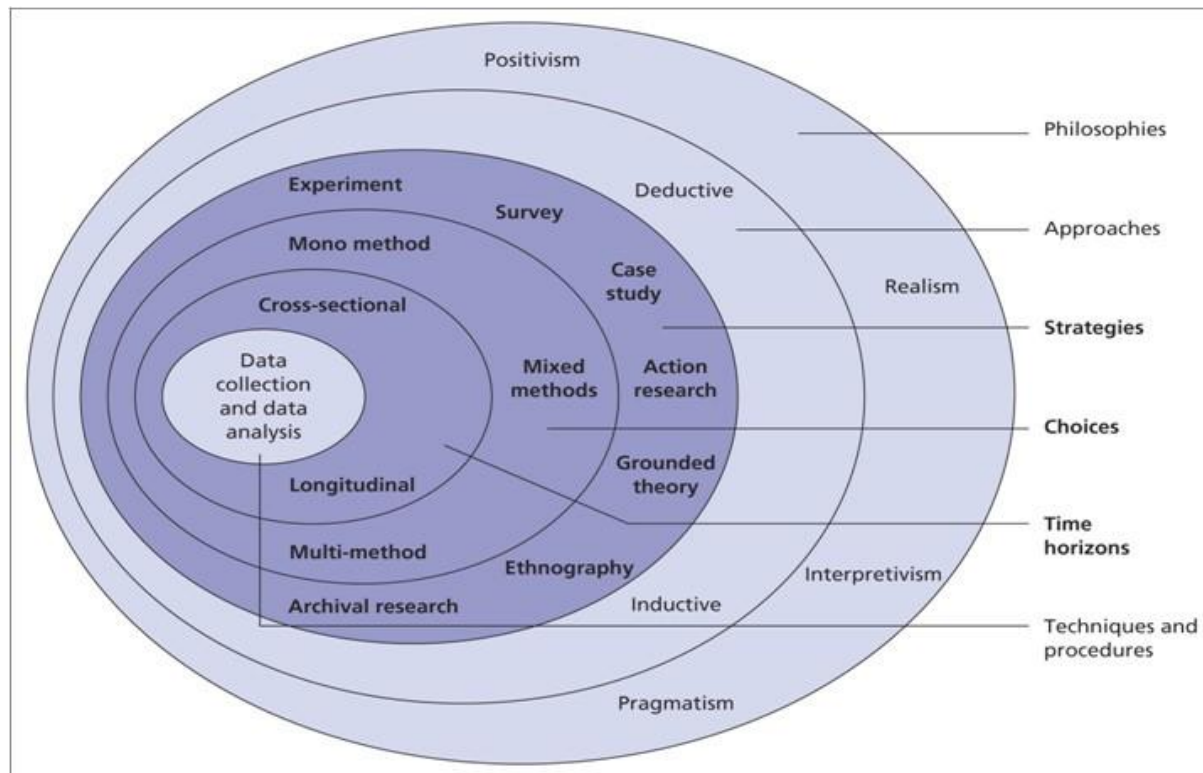 Positivism
Philosophies
Experiment
Deductive
Survey
Approaches
Mono method
Case
study
Realism
Cross-sectional
Strategies
Data
collection
and data
analysis
Mixed
methods
Action
research
Choices
Longitudinal
Grounded
theory
Time
horizons
Multi-method
Ethnography
Interpretivism
Archival research
Inductive
Techniques and
procedures
Pragmatism